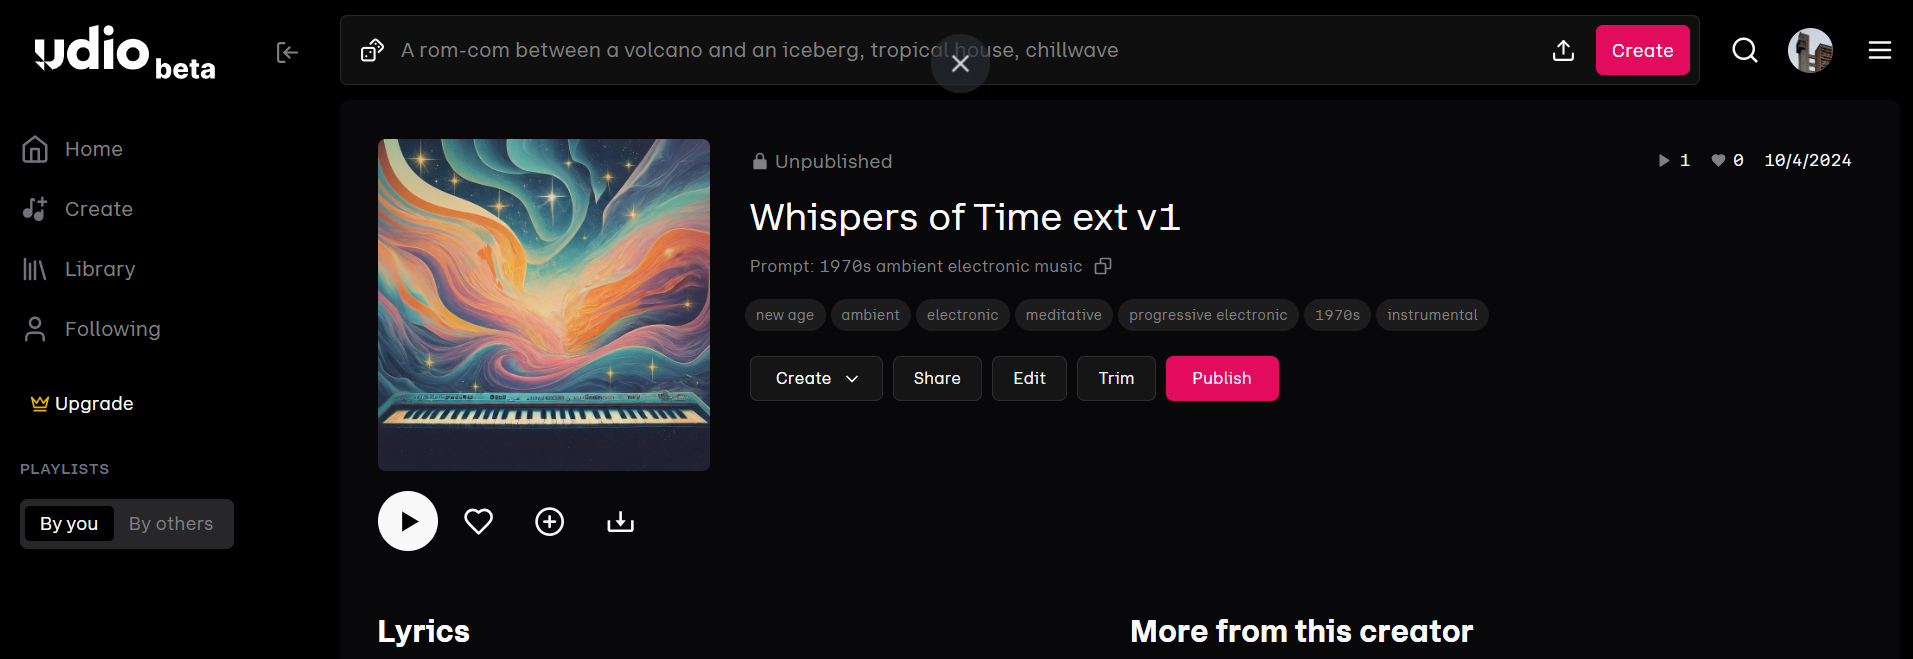 udio beta
A rom-com between a volcano and an iceberg, tropical house, chillwave
Create
Home
Create
Library
Following
Upgrade
PLAYLISTS
By you
By others
Unpublished
1
0
10/4/2024
Whispers of Time ext v1
Prompt: 1970s ambient electronic music
new age
ambient
electronic
meditative
progressive electronic
1970s
instrumental
Create
Share
Edit
Trim
Publish
Lyrics
More from this creator